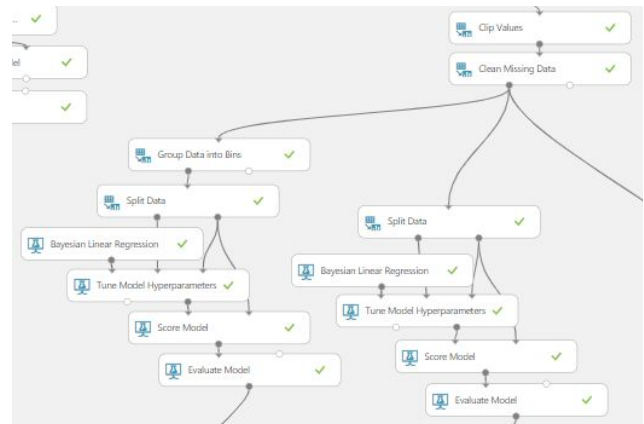 ...
el
Clip Values
Clean Missing Data
Group Data into Bins
Split Data
Bayesian Linear Regression
Tune Model Hyperparameters
Score Model
Evaluate Model
Split Data
Bayesian Linear Regression
Tune Model Hyperparameters
Score Model
Evaluate Model